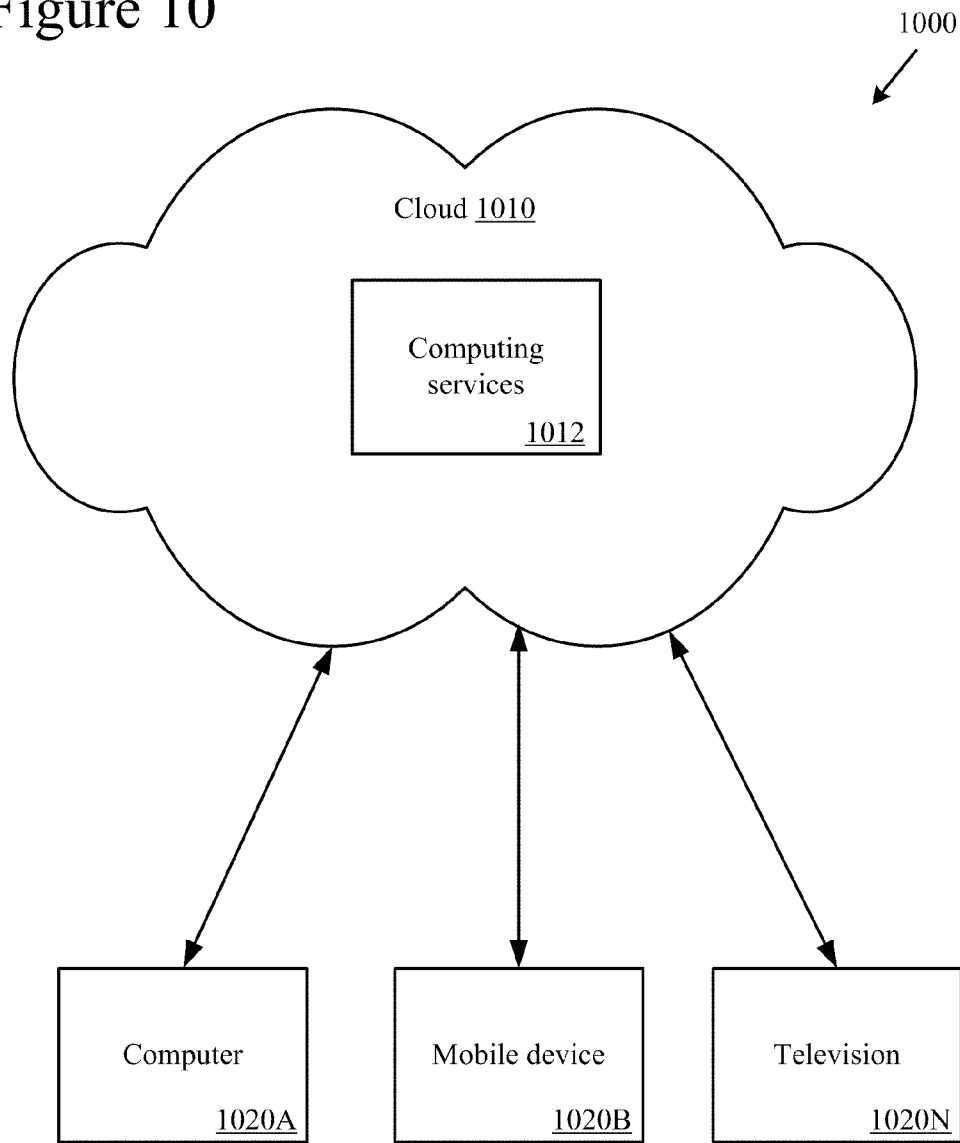 Figure 10
1000
Cloud 1010
Computing
services
1012
Computer
1020A
Mobile device
1020B
Television
1020N